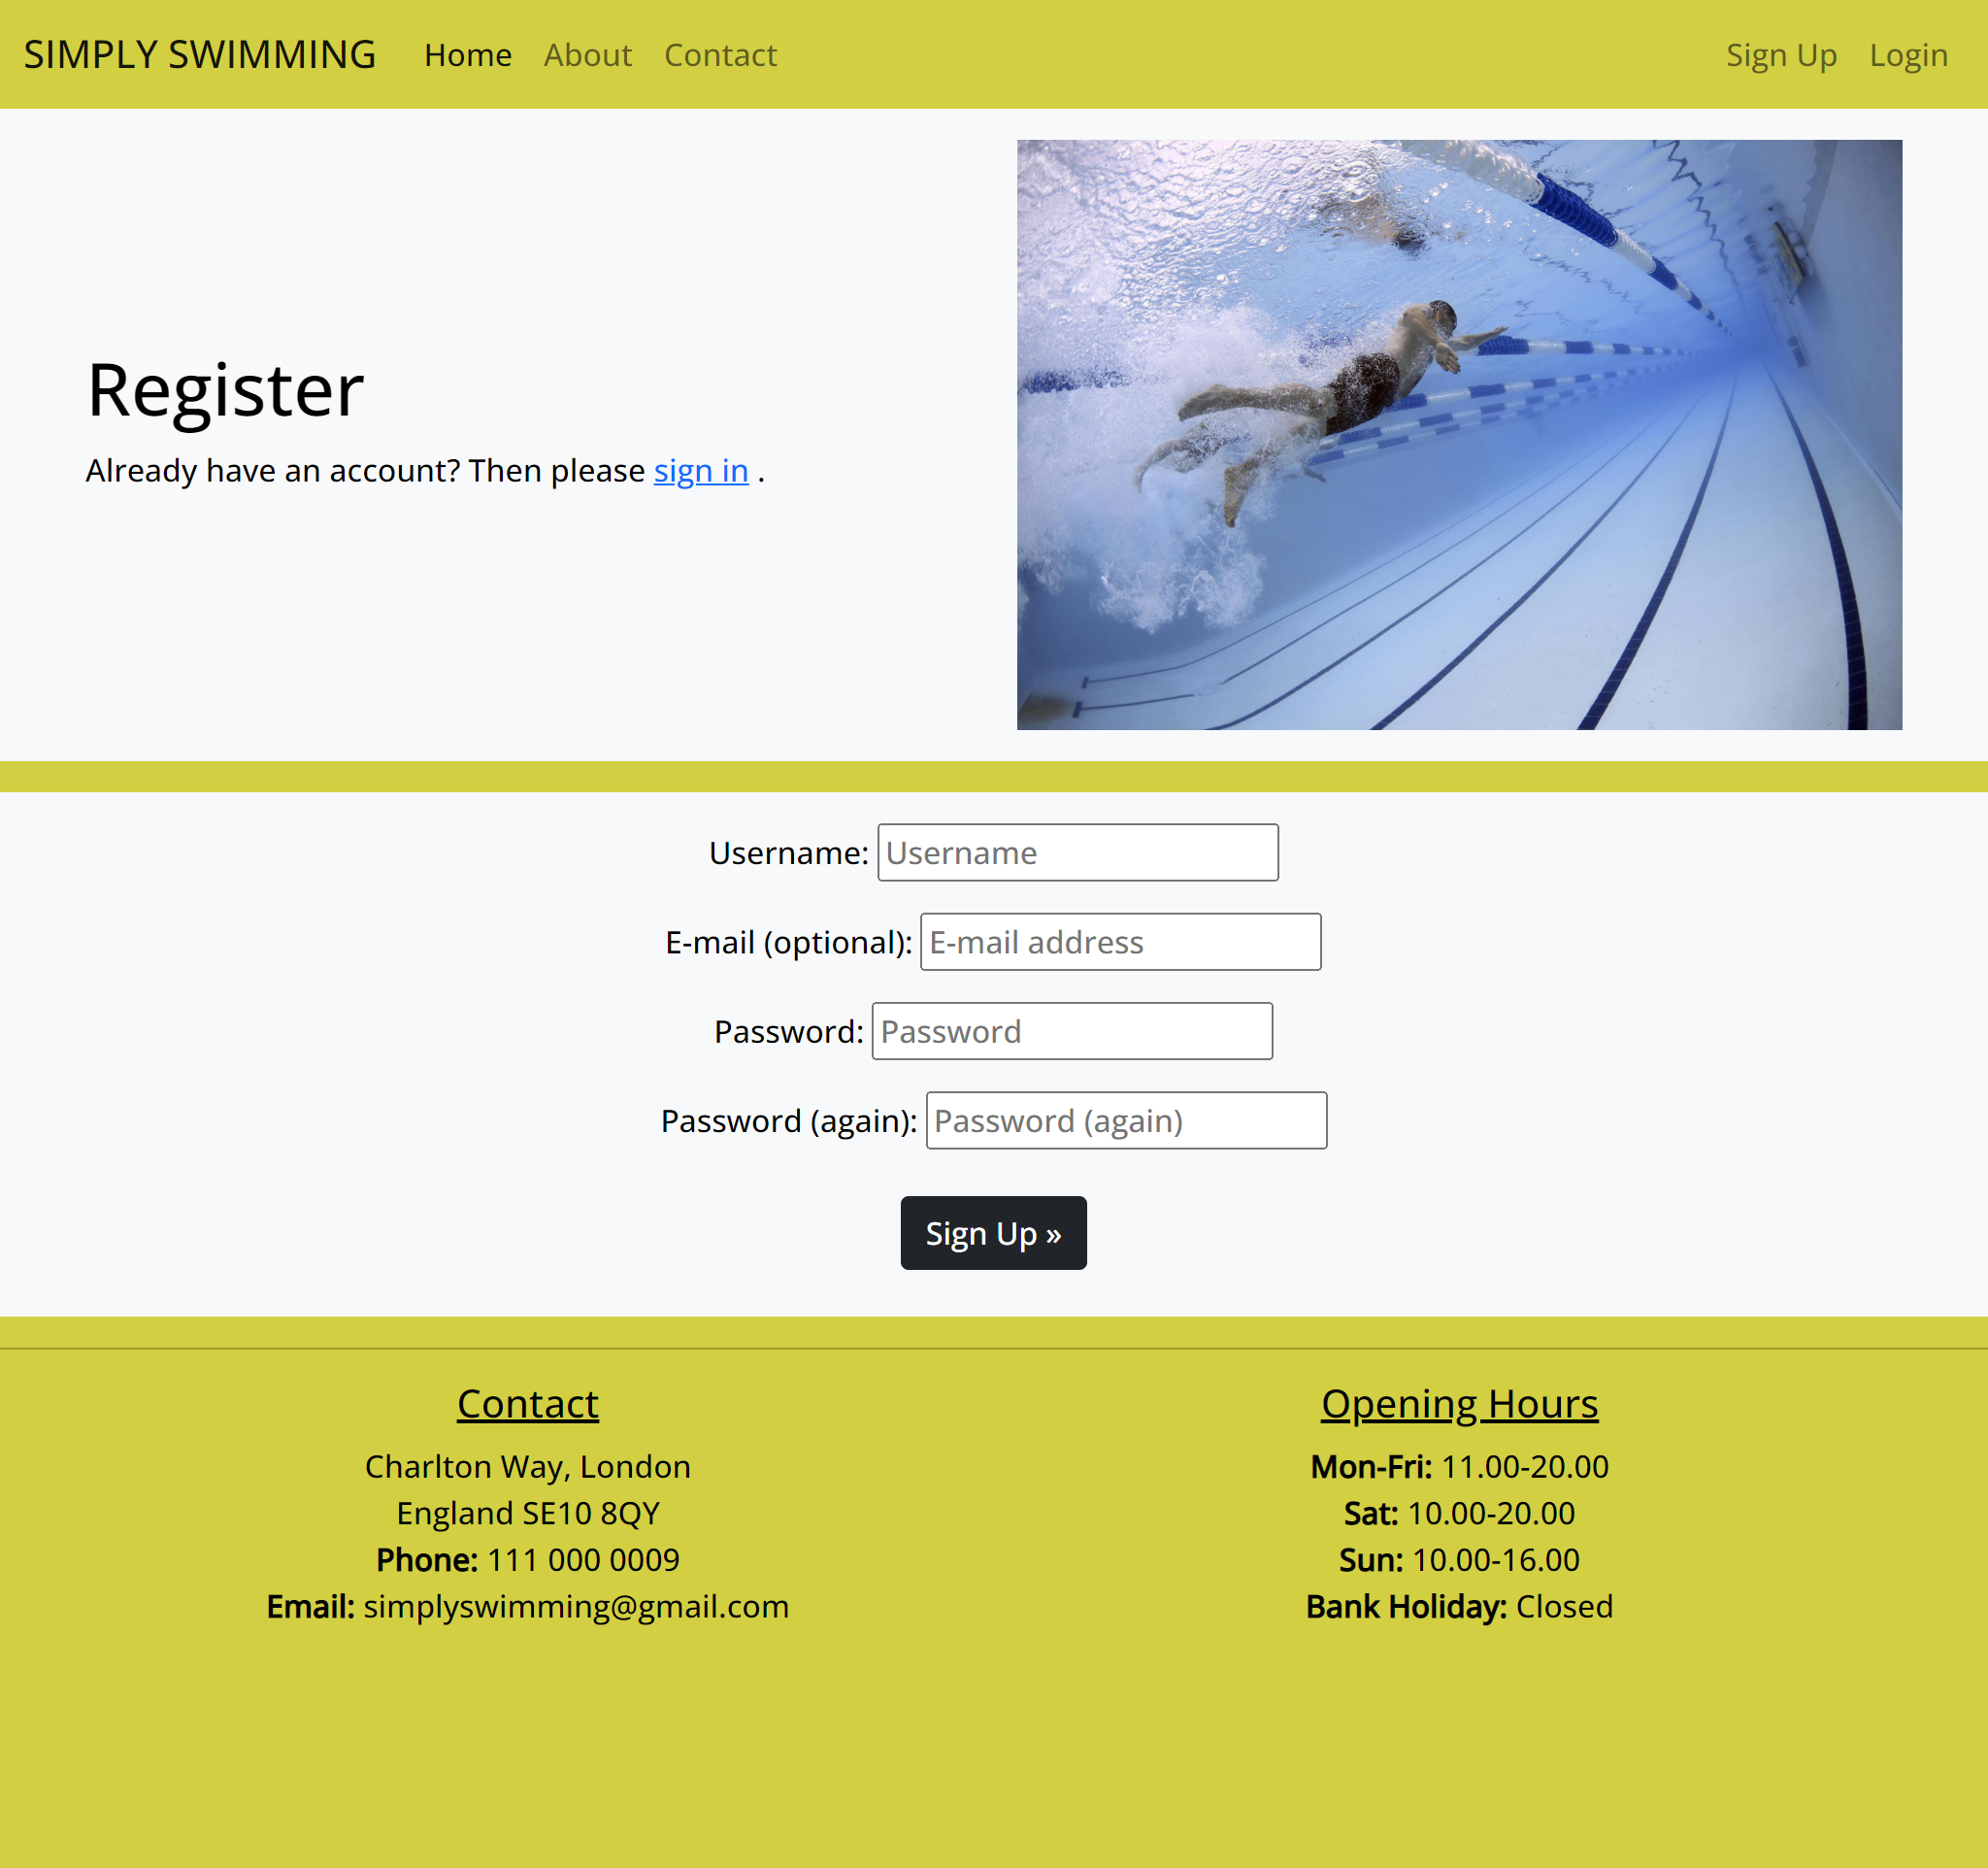 SIMPLY SWIMMING Home About Contact Sign Up Login
Register
Already have an account? Then please sign in .
Username: Username
E-mail (optional): E-mail address
Password: Password
Password (again): Password (again)
Sign Up »
Contact
Charlton Way, London
England SE10 8QY
Phone: 111 000 0009
Email: simplyswimming@gmail.com
Opening Hours
Mon-Fri: 11.00-20.00
Sat: 10.00-20.00
Sun: 10.00-16.00
Bank Holiday: Closed